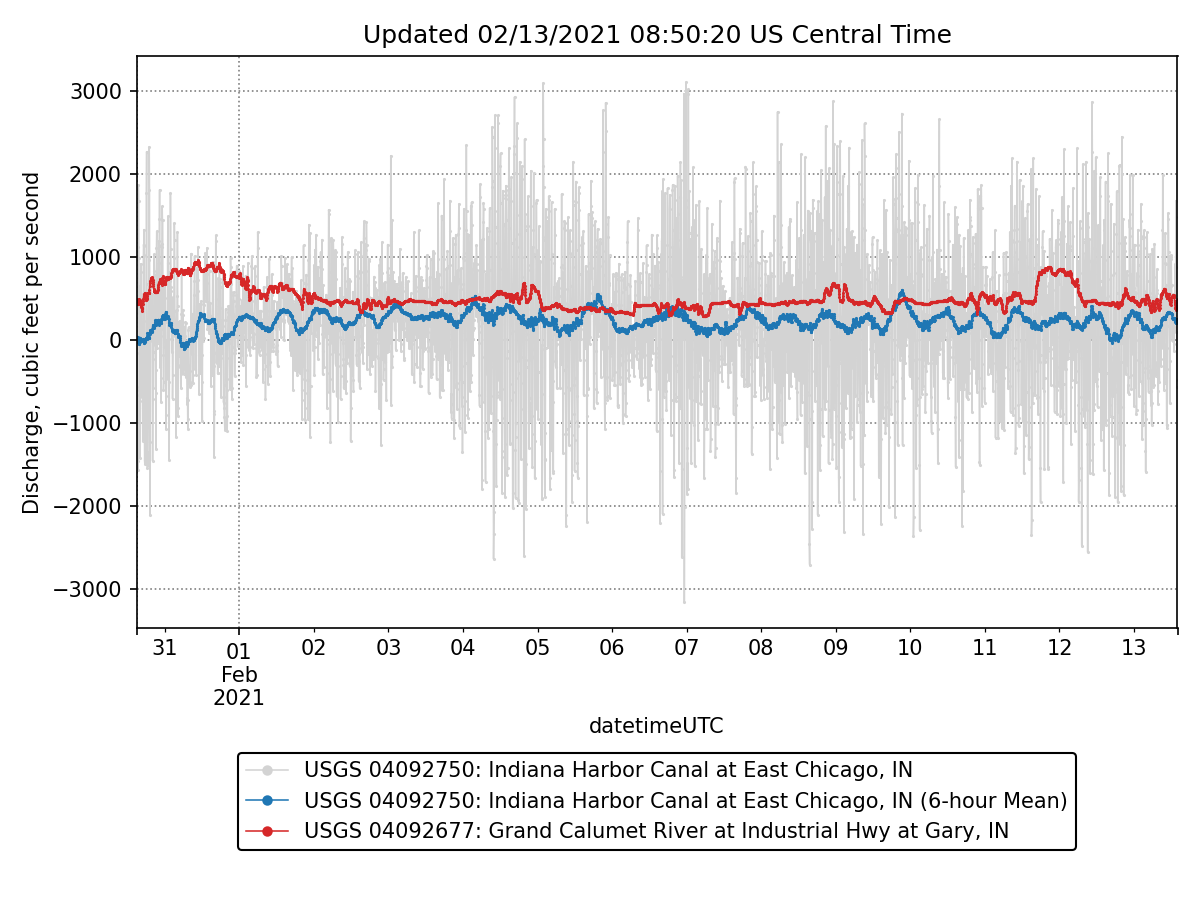 Updated 02/13/2021 08:50:20 US Central Time
Discharge, cubic feet per second
3000
2000
1000
0
−1000
−2000
−3000
31 01 02 03 04 05 06 07 08 09 10 11 12 13
Feb
2021
datetimeUTC
USGS 04092750: Indiana Harbor Canal at East Chicago, IN
USGS 04092750: Indiana Harbor Canal at East Chicago, IN (6-hour Mean)
USGS 04092677: Grand Calumet River at Industrial Hwy at Gary, IN